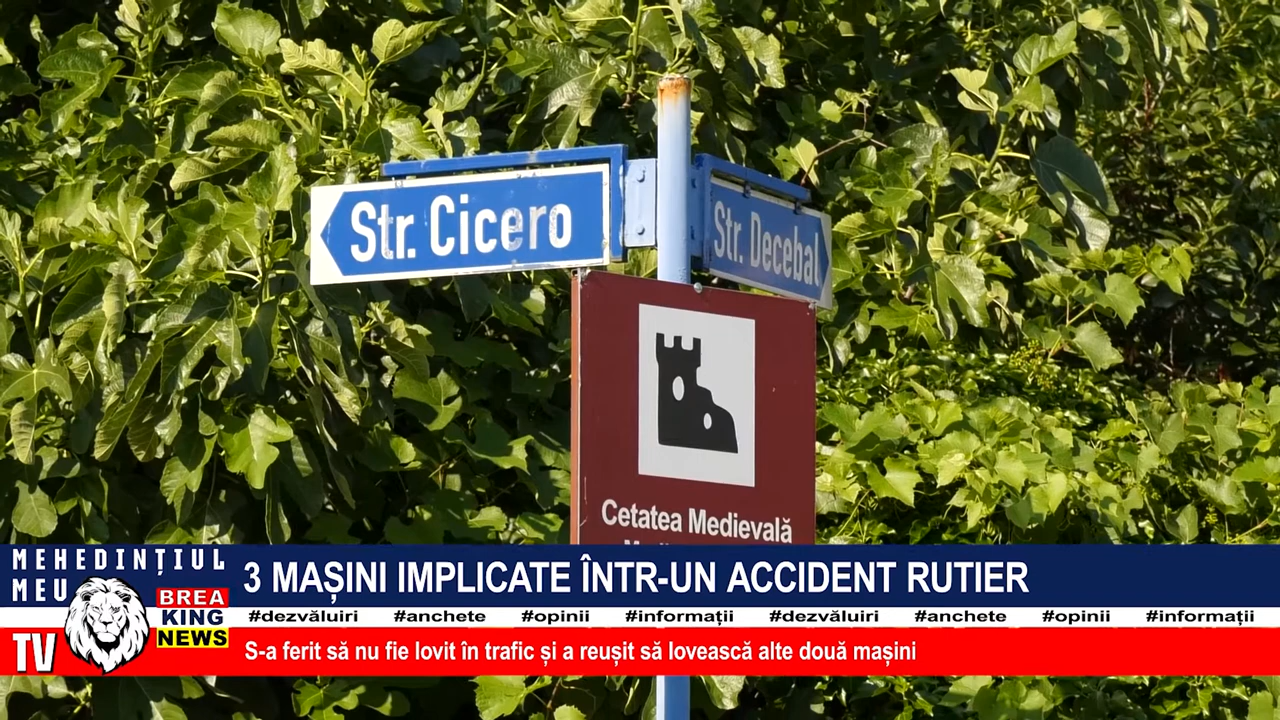 Str. Cicero
Str. Decebal
Cetatea Medievală
MEHEDINȚIUL
MEU
TV
BREA
KING
NEWS
3 MAȘINI IMPLICATE ÎNTR-UN ACCIDENT RUTIER
#dezvăluiri #anchete #opinii #informații #dezvăluiri #anchete #opinii #informații
S-a ferit să nu fie lovit în trafic și a reușit să lovească alte două mașini